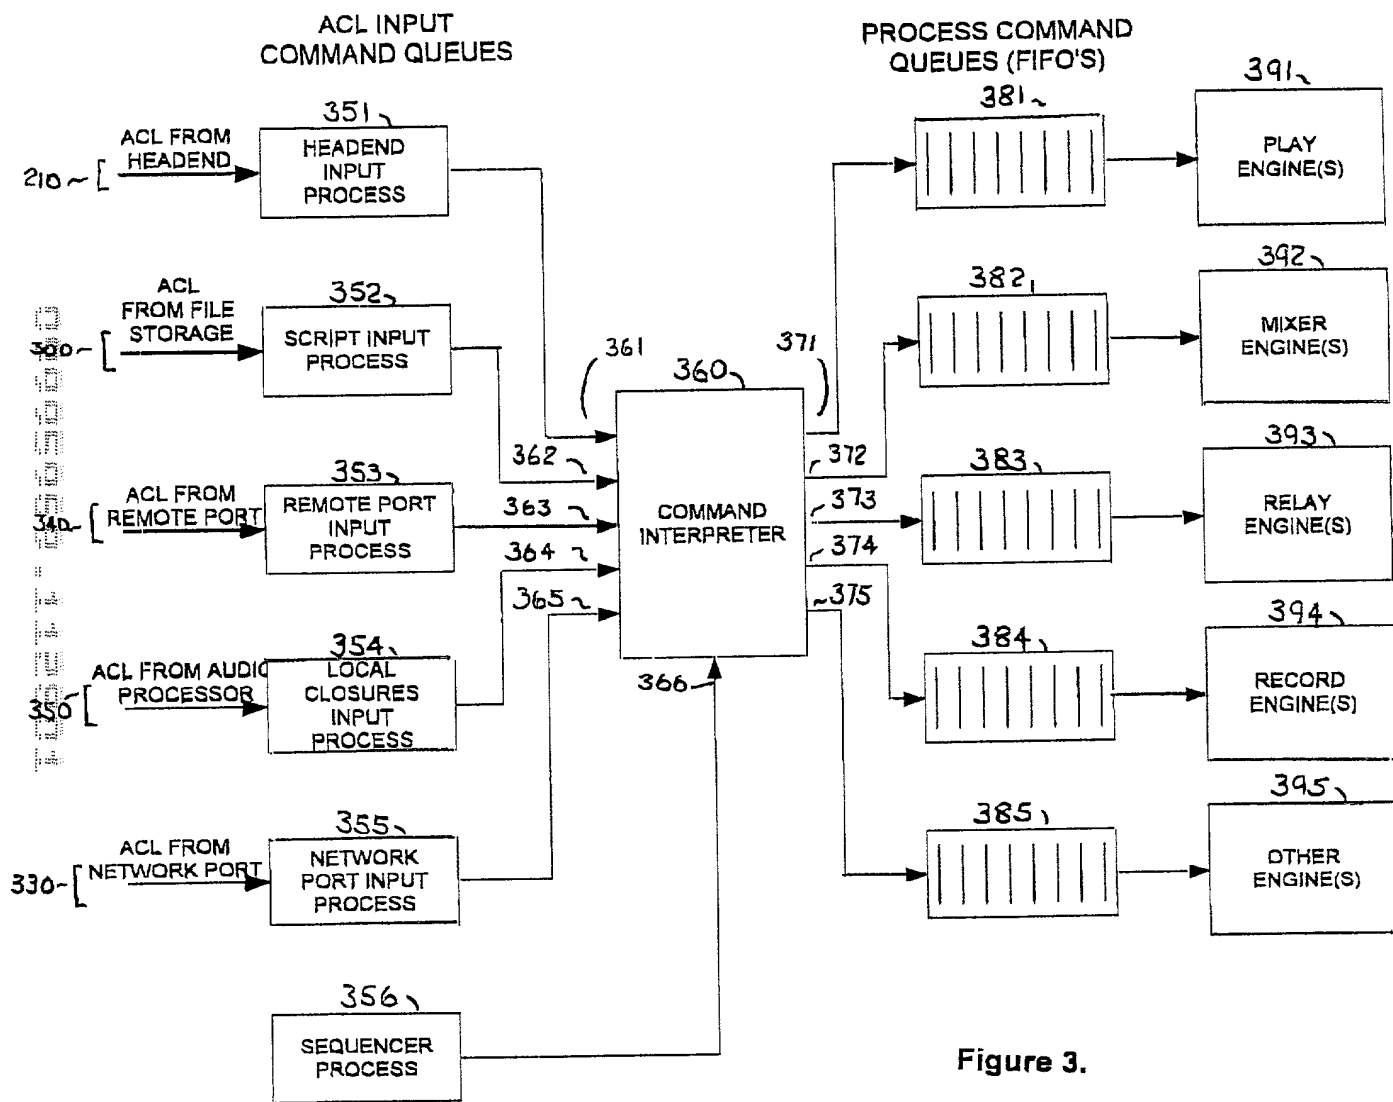 ACL INPUT
COMMAND QUEUES
PROCESS COMMAND
QUEUES (FIFO'S)
351
381
391
ACL FROM
HEADEND
210
HEADEND
INPUT
PROCESS
PLAY
ENGINE(S)
352
382
392
ACL
FROM FILE
STORAGE
300
SCRIPT INPUT
PROCESS
MIXER
ENGINE(S)
361
360
371
353
362
372
383
393
ACL FROM
REMOTE PORT
340
REMOTE PORT
INPUT
PROCESS
363
373
COMMAND
INTERPRETER
RELAY
ENGINE(S)
364
374
365
375
354
384
394
ACL FROM AUDIO
PROCESSOR
350
LOCAL
CLOSURES
INPUT
PROCESS
366
RECORD
ENGINE(S)
355
385
395
ACL FROM
NETWORK PORT
330
NETWORK
PORT INPUT
PROCESS
OTHER
ENGINE(S)
356
SEQUENCER
PROCESS
Figure 3.